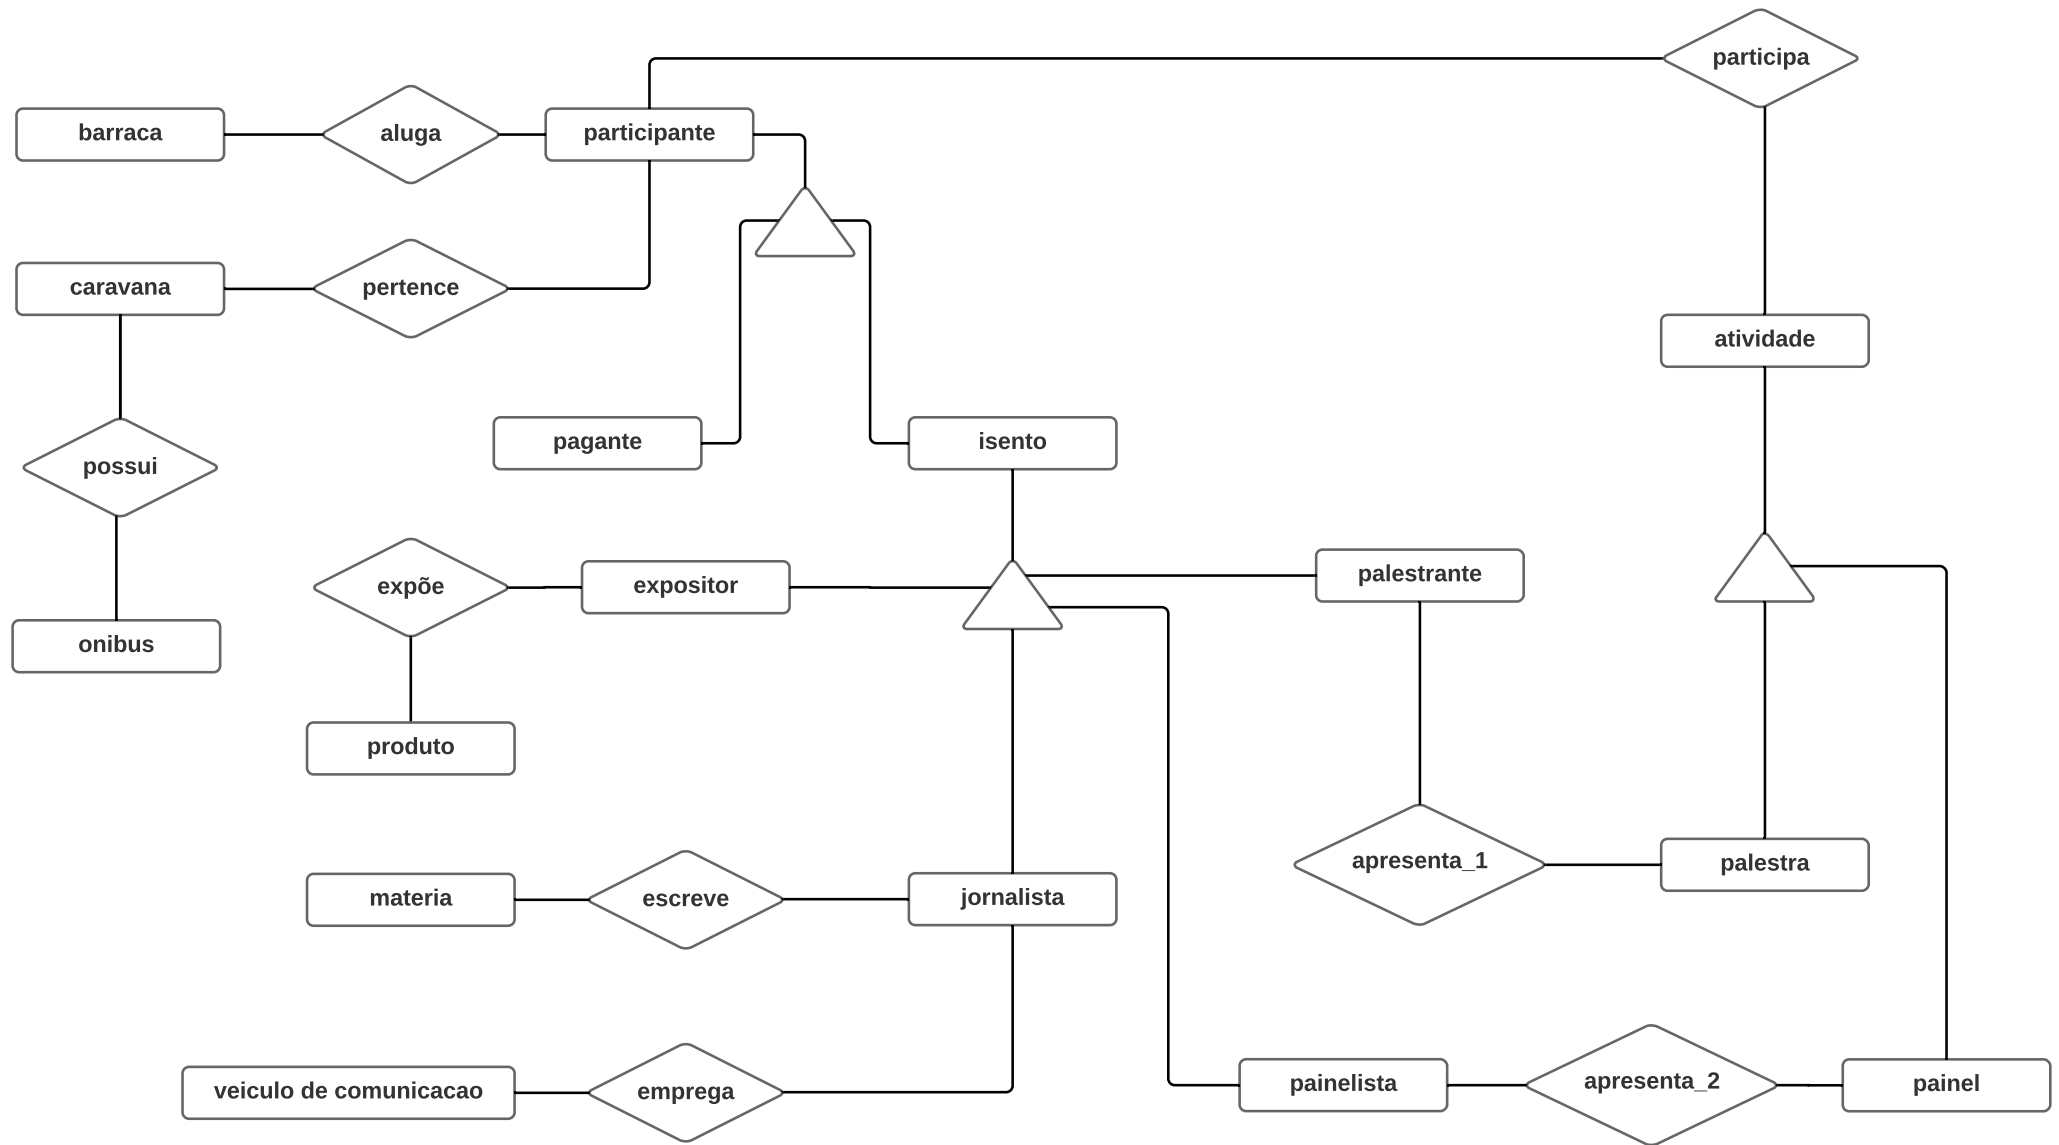 participa
barraca
aluga
participante
caravana
pertence
atividade
pagante
isento
possui
expõe
expositor
palestrante
onibus
produto
apresenta_1
palestra
materia
escreve
jornalista
veiculo de comunicacao
emprega
painelista
apresenta_2
painel